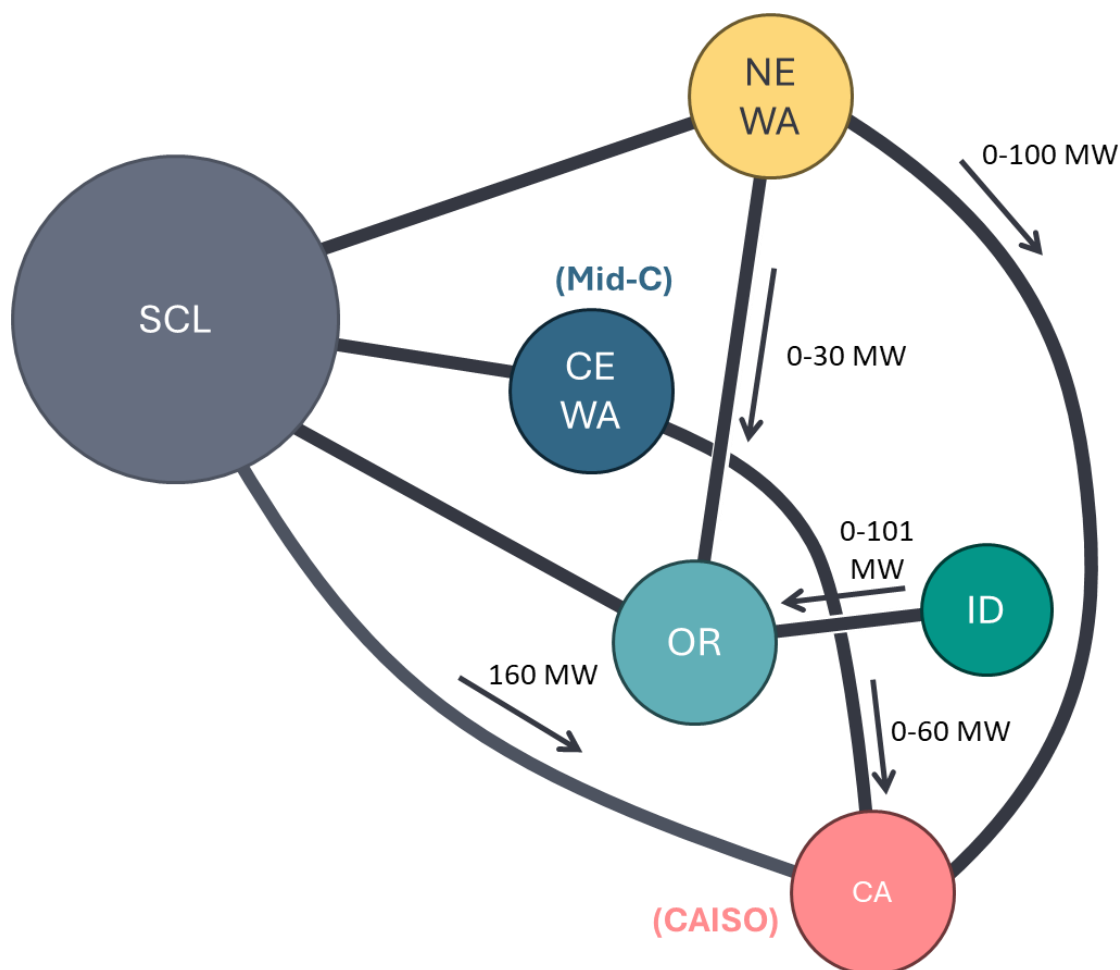 NE
WA
0-100 MW
SCL
(Mid-C)
CE
WA
0-30 MW
0-101
MW
ID
OR
160 MW
0-60 MW
CA
(CAISO)